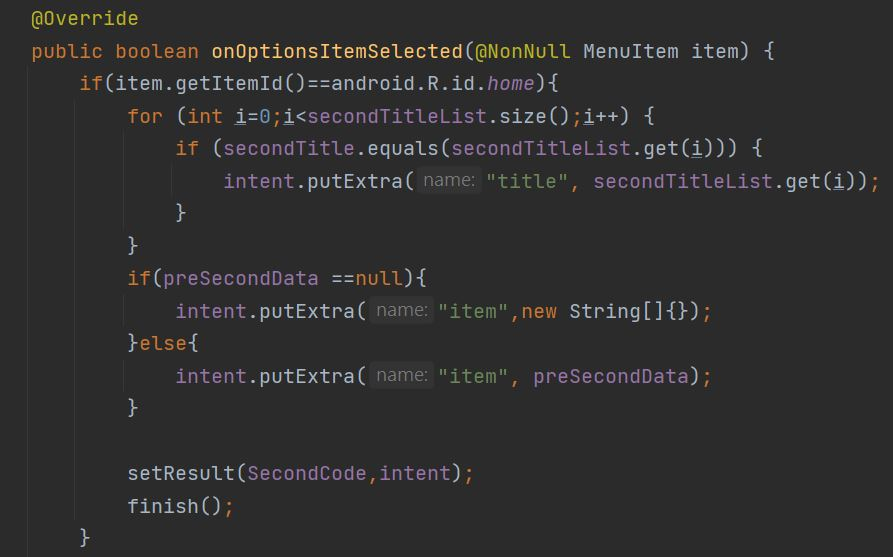 @Override
public boolean onOptionsItemSelected(@NonNull MenuItem item) {
    if(item.getItemId()==android.R.id.home){
        for (int i=0;i<secondTitleList.size();i++) {
            if (secondTitle.equals(secondTitleList.get(i))) {
                intent.putExtra( name: "title", secondTitleList.get(i));
            }
        }
        if(preSecondData ==null){
            intent.putExtra( name: "item",new String[]{});
        }else{
            intent.putExtra( name: "item", preSecondData);
        }
        setResult(SecondCode,intent);
        finish();
    }